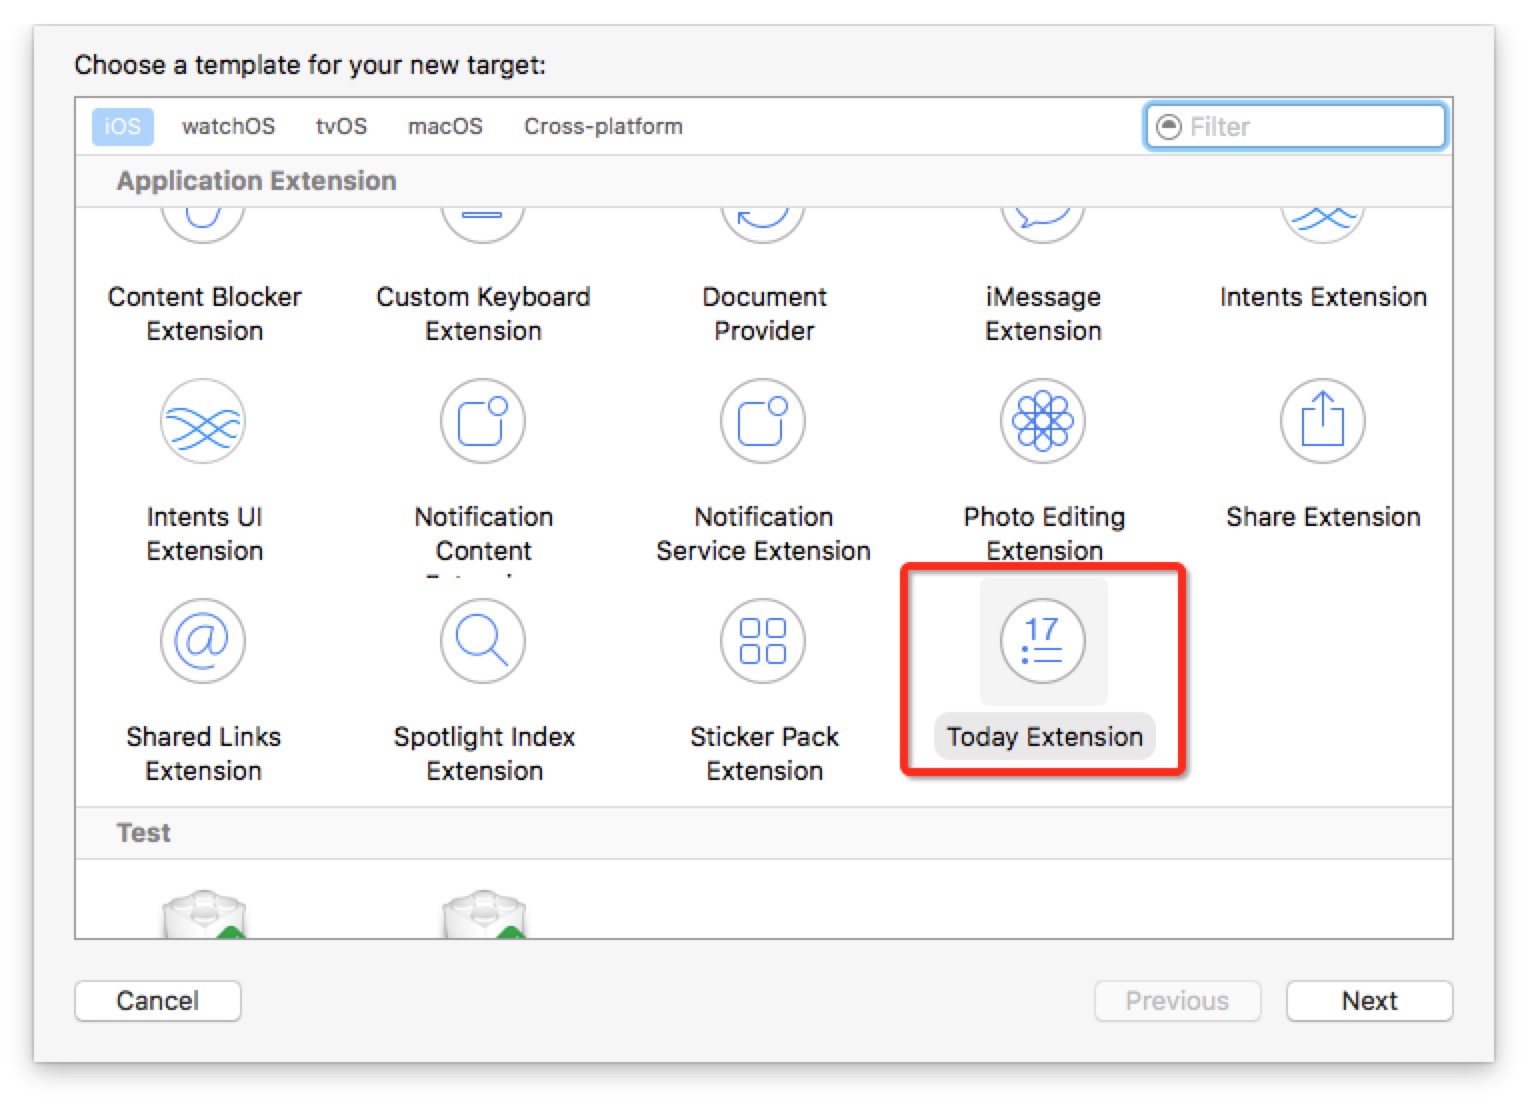 Choose a template for your new target:
iOS watchOS tvOS macOS Cross-platform Filter
Application Extension
Content Blocker Extension
Custom Keyboard Extension
Document Provider
iMessage Extension
Intents Extension
Intents UI Extension
Notification Content
Notification Service Extension
Photo Editing Extension
Share Extension
@
17
Shared Links Extension
Spotlight Index Extension
Sticker Pack Extension
Today Extension
Test
Cancel Previous Next